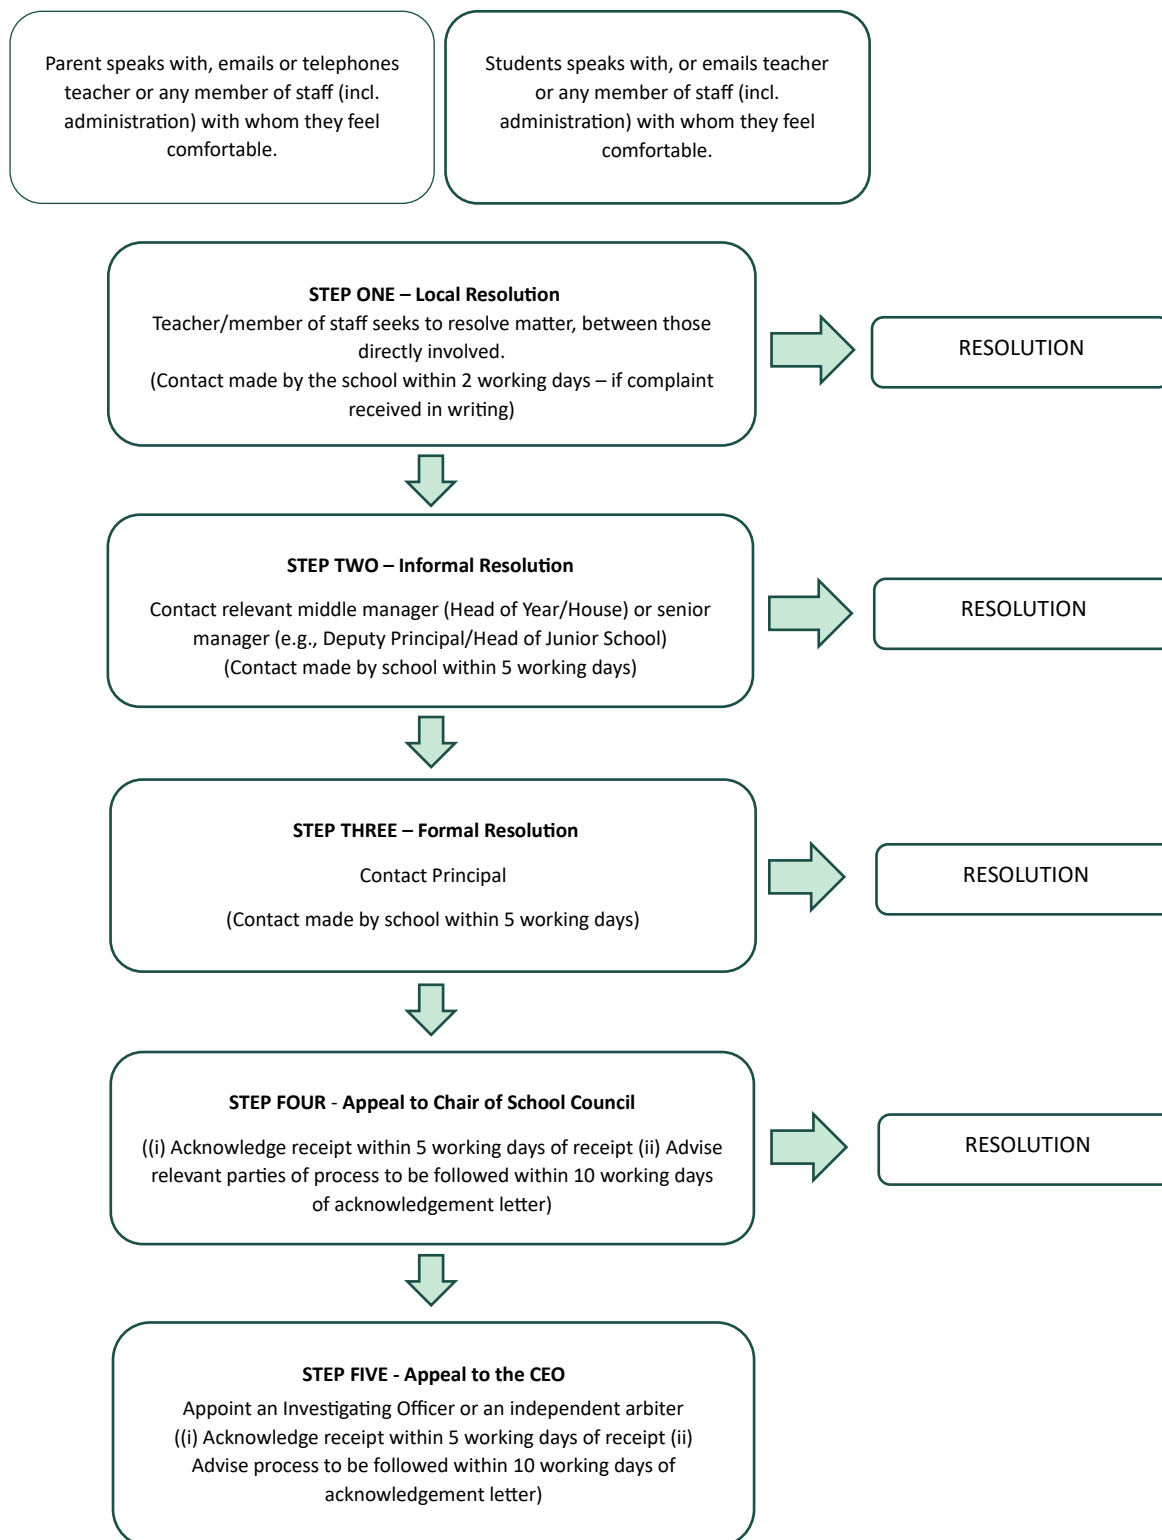 Parent speaks with, emails or telephones
teacher or any member of staff (incl.
administration) with whom they feel
comfortable.
Students speaks with, or emails teacher
or any member of staff (incl.
administration) with whom they feel
comfortable.
STEP ONE – Local Resolution
Teacher/member of staff seeks to resolve matter, between those
directly involved.
(Contact made by the school within 2 working days – if complaint
received in writing)
RESOLUTION
STEP TWO – Informal Resolution
Contact relevant middle manager (Head of Year/House) or senior
manager (e.g., Deputy Principal/Head of Junior School)
(Contact made by school within 5 working days)
RESOLUTION
STEP THREE – Formal Resolution
Contact Principal
(Contact made by school within 5 working days)
RESOLUTION
STEP FOUR - Appeal to Chair of School Council
((i) Acknowledge receipt within 5 working days of receipt (ii) Advise
relevant parties of process to be followed within 10 working days
of acknowledgement letter)
RESOLUTION
STEP FIVE - Appeal to the CEO
Appoint an Investigating Officer or an independent arbiter
((i) Acknowledge receipt within 5 working days of receipt (ii)
Advise process to be followed within 10 working days of
acknowledgement letter)